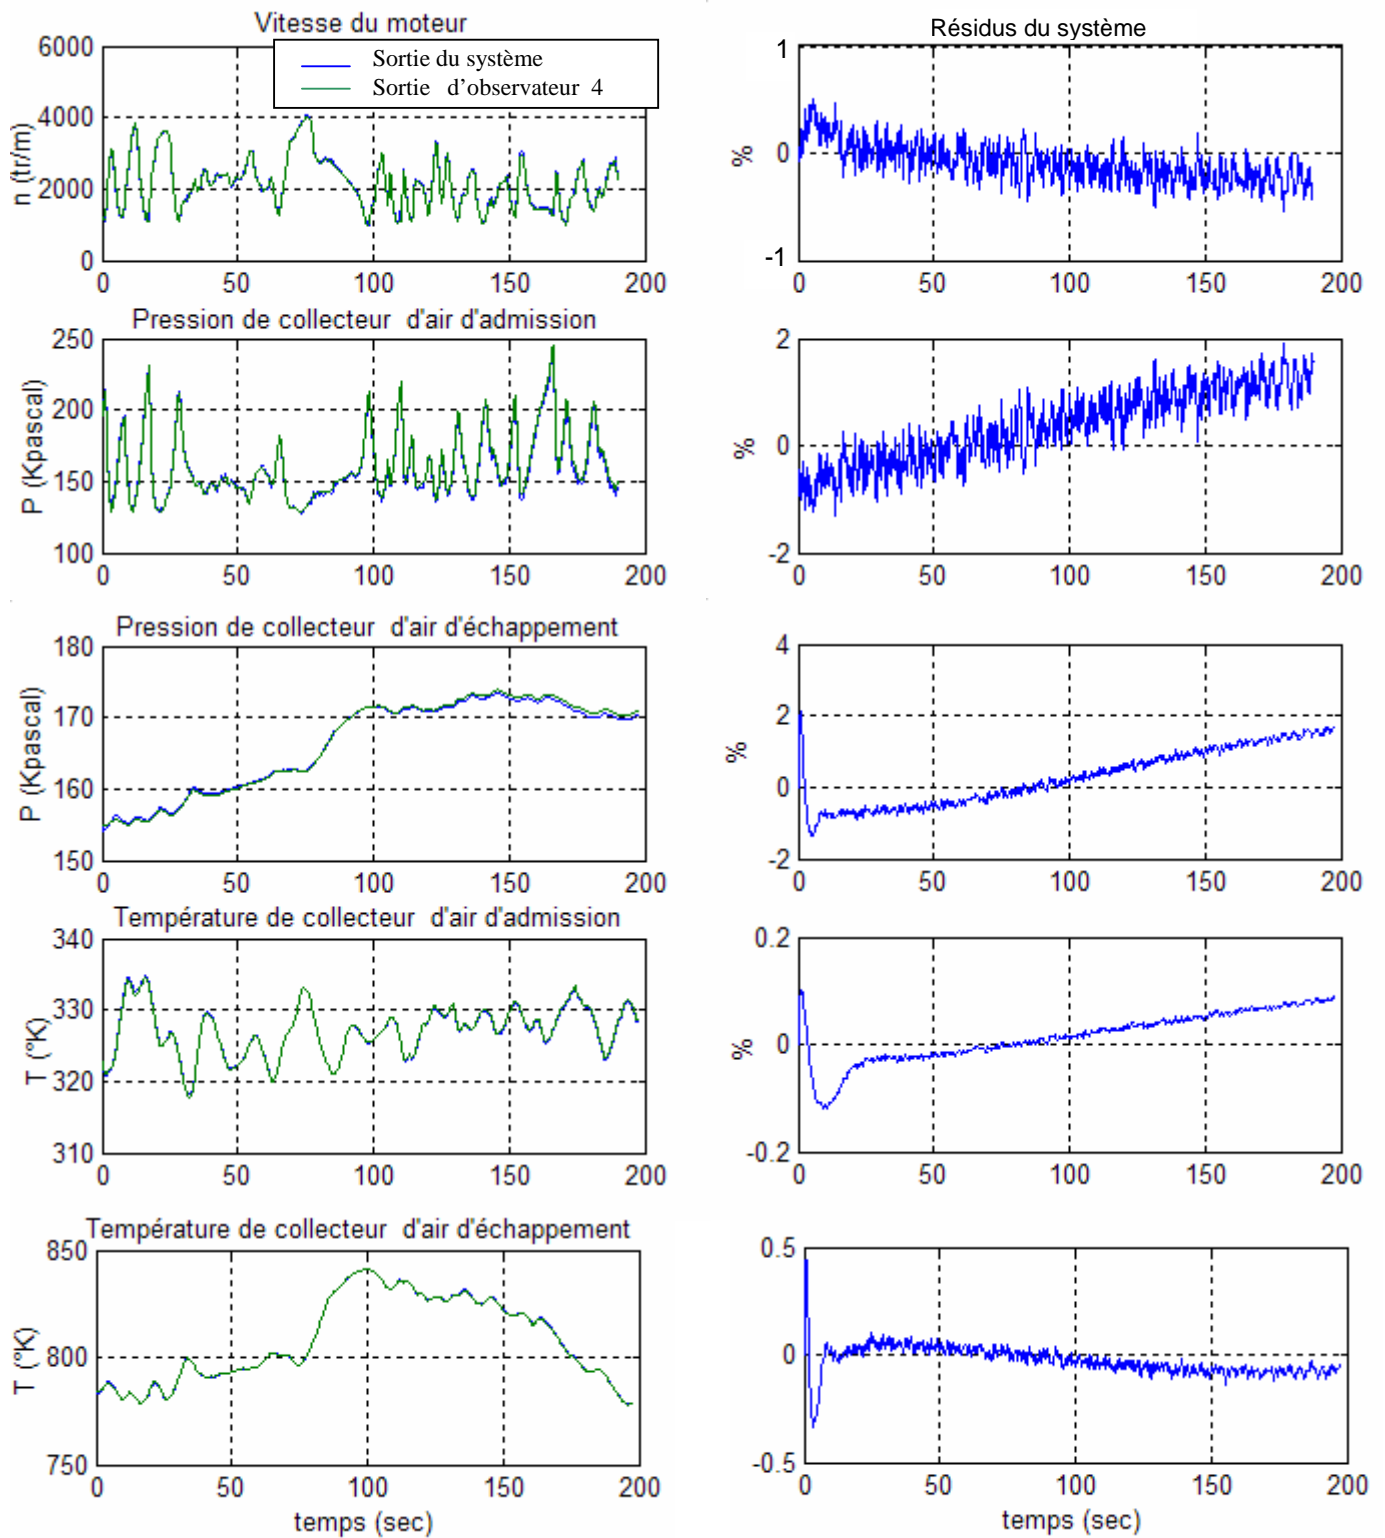 Vitesse du moteur
6000
4000
2000
0
n (tr/m)
Sortie du système
Sortie d'observateur 4
0 50 100 150 200
Résidus du système
1
0
-1
%
0 50 100 150 200
Pression de collecteur d'air d'admission
250
200
150
100
P (Kpascal)
0 50 100 150 200
2
0
-2
%
0 50 100 150 200
Pression de collecteur d'air d'échappement
180
170
160
150
P (Kpascal)
0 50 100 150 200
4
2
0
-2
%
0 50 100 150 200
Température de collecteur d'air d'admission
340
330
320
310
T (°K)
0 50 100 150 200
0.2
0
-0.2
%
0 50 100 150 200
Température de collecteur d'air d'échappement
850
800
750
T (°K)
0 50 100 150 200
temps (sec)
0.5
0
-0.5
0 50 100 150 200
temps (sec)